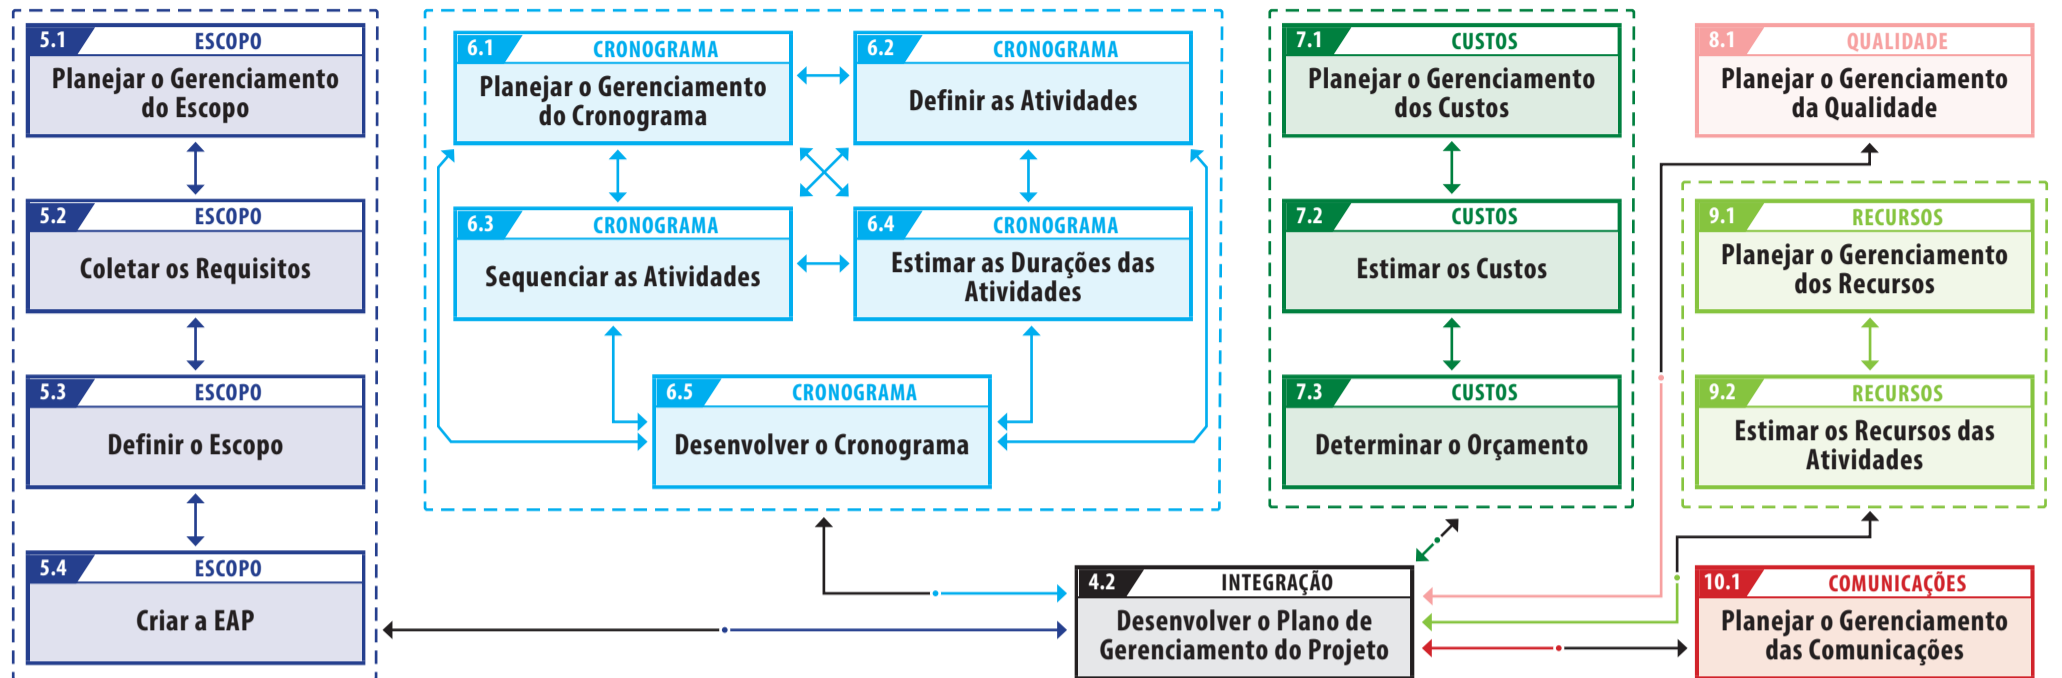 5.1 ESCOPO
Planejar o Gerenciamento
do Escopo
5.2 ESCOPO
Coletar os Requisitos
5.3 ESCOPO
Definir o Escopo
5.4 ESCOPO
Criar a EAP
6.1 CRONOGRAMA
Planejar o Gerenciamento
do Cronograma
6.2 CRONOGRAMA
Definir as Atividades
6.3 CRONOGRAMA
Sequenciar as Atividades
6.4 CRONOGRAMA
Estimar as Durações das
Atividades
6.5 CRONOGRAMA
Desenvolver o Cronograma
7.1 CUSTOS
Planejar o Gerenciamento
dos Custos
7.2 CUSTOS
Estimar os Custos
7.3 CUSTOS
Determinar o Orçamento
4.2 INTEGRAÇÃO
Desenvolver o Plano de
Gerenciamento do Projeto
8.1 QUALIDADE
Planejar o Gerenciamento
da Qualidade
9.1 RECURSOS
Planejar o Gerenciamento
dos Recursos
9.2 RECURSOS
Estimar os Recursos das
Atividades
10.1 COMUNICAÇÕES
Planejar o Gerenciamento
das Comunicações